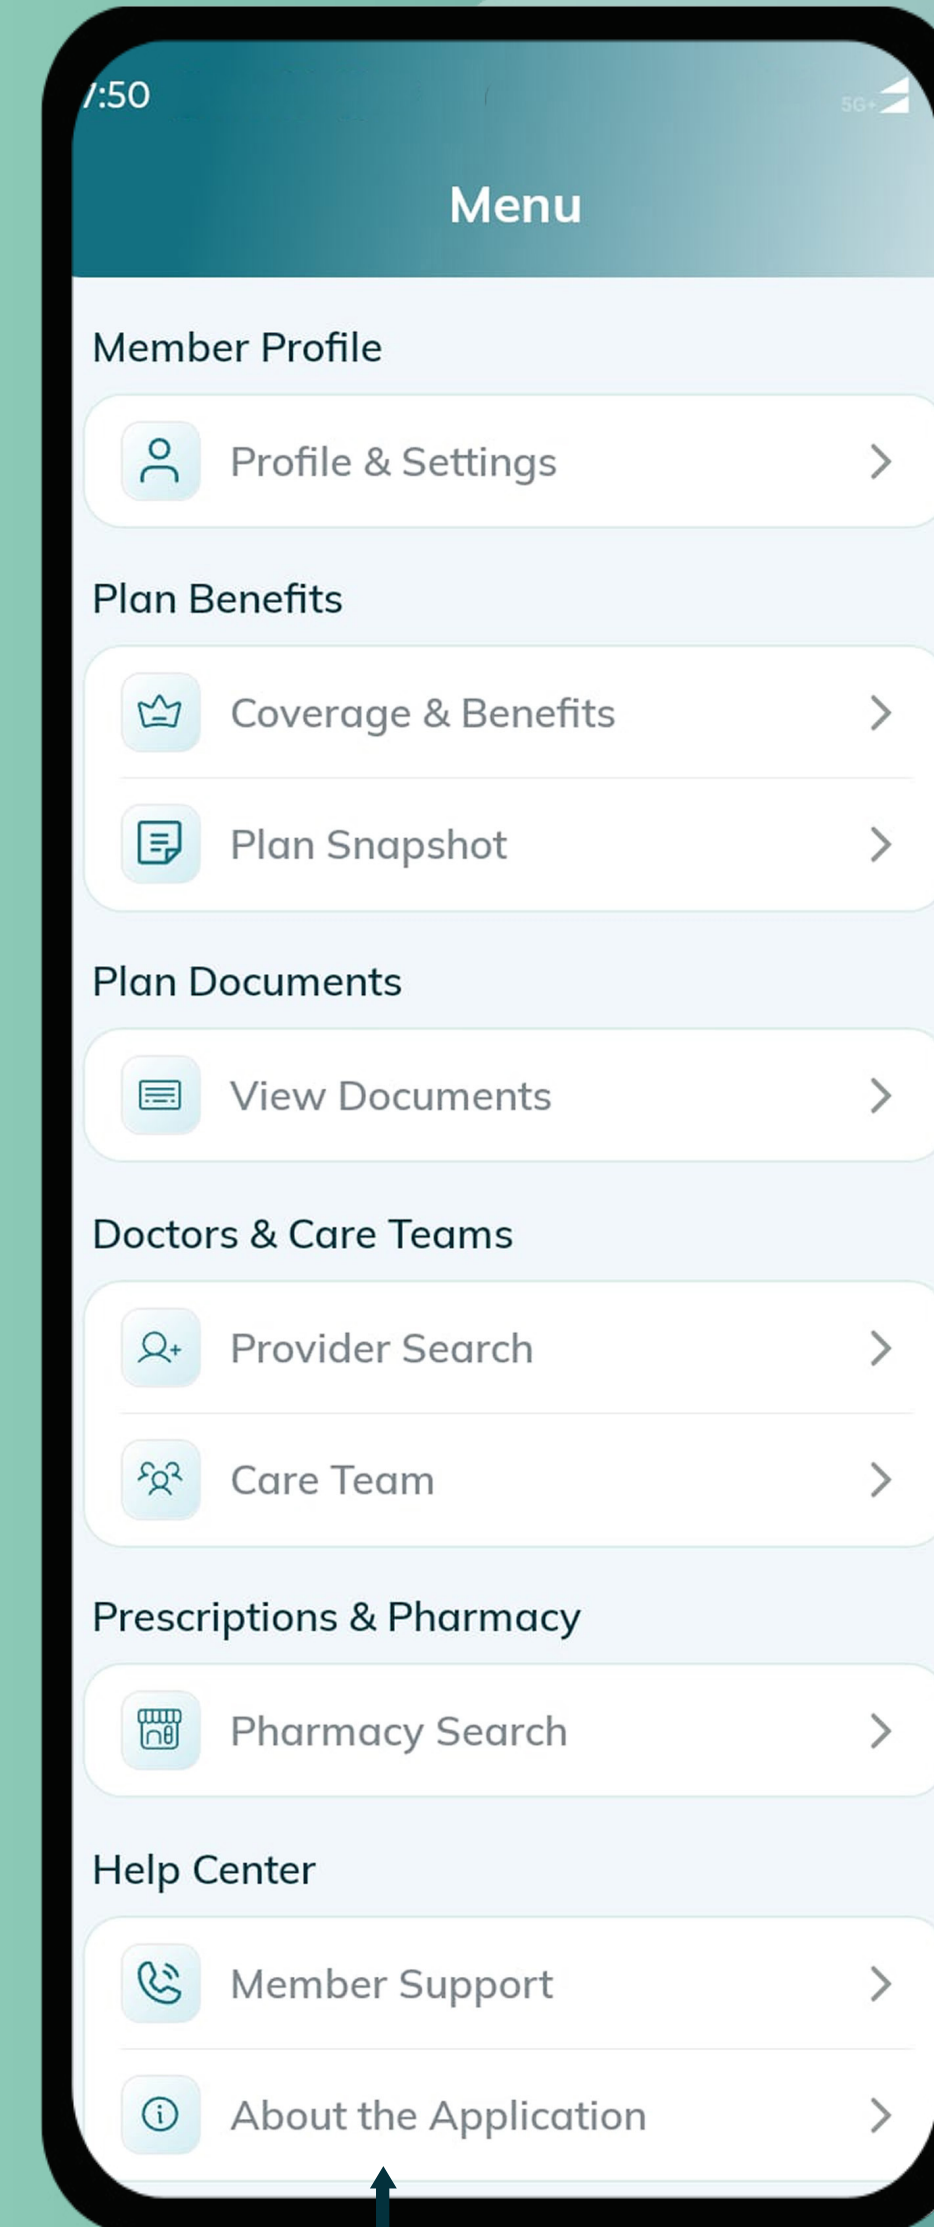 7:50
5G+
Menu
Member Profile
Profile & Settings
Plan Benefits
Coverage & Benefits
Plan Snapshot
Plan Documents
View Documents
Doctors & Care Teams
Provider Search
Care Team
Prescriptions & Pharmacy
Pharmacy Search
Help Center
Member Support
About the Application